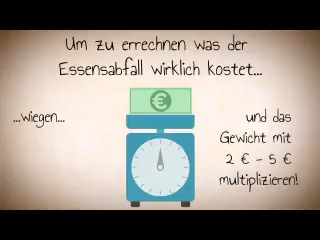 Um zu errechnen was der
Essensabfall wirklich kostet...
€
...wiegen...
und das
Gewicht mit
2 € - 5 €
multiplizieren!